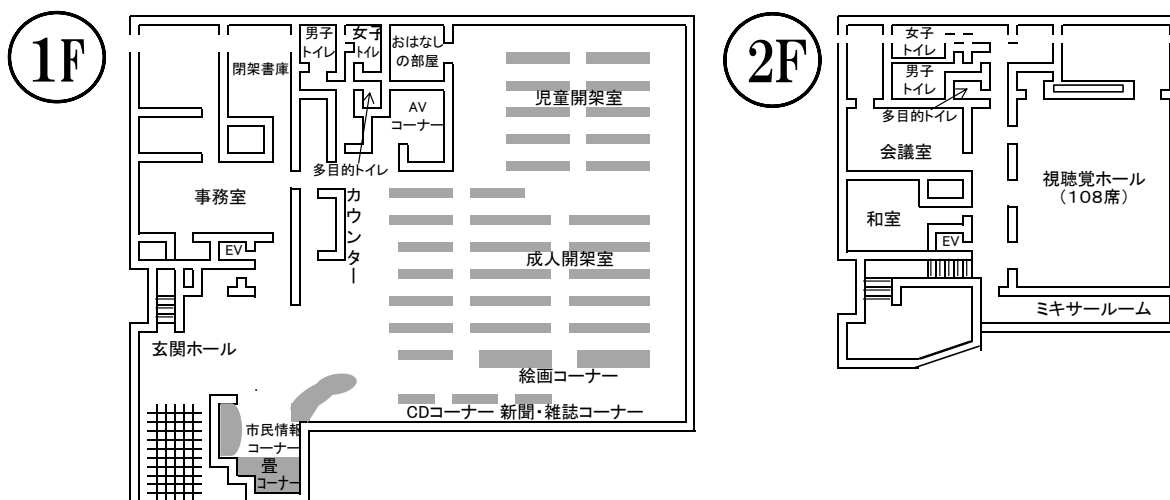 1F
男子
トイレ
女子
トイレ
おはなし
の部屋
閉架書庫
児童開架室
AV
コーナー
多目的トイレ
事務室
カウンター
EV
成人開架室
玄関ホール
絵画コーナー
CDコーナー 新聞・雑誌コーナー
市民情報
コーナー
畳
コーナー
2F
女子
トイレ
男子
トイレ
多目的トイレ
会議室
視聴覚ホール
（108席）
和室
EV
ミキサールーム